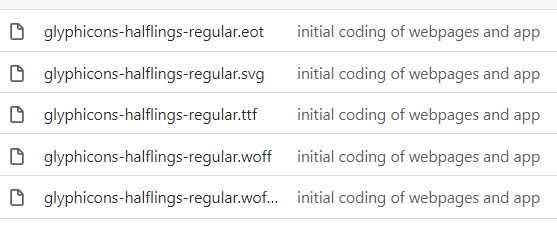 glyphicons-halflings-regular.eot initial coding of webpages and app
glyphicons-halflings-regular.svg initial coding of webpages and app
glyphicons-halflings-regular.ttf initial coding of webpages and app
glyphicons-halflings-regular.woff initial coding of webpages and app
glyphicons-halflings-regular.wof... initial coding of webpages and app